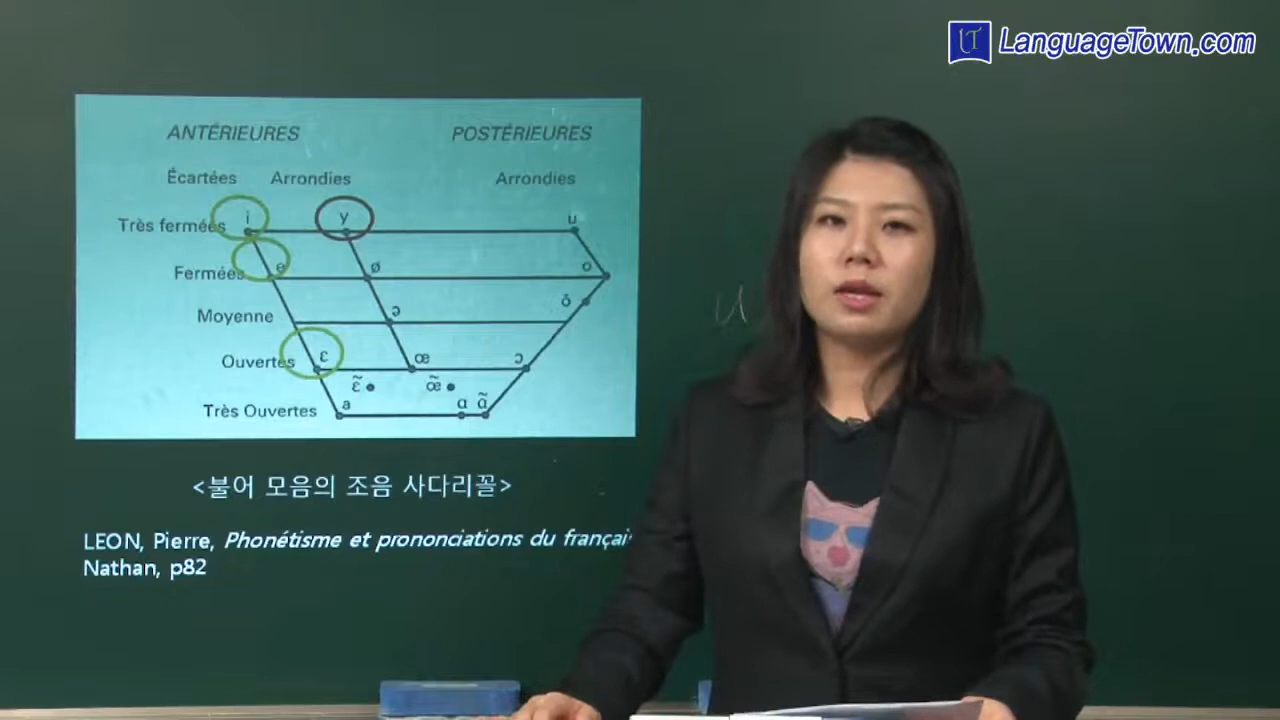 LT LanguageTown.com
ANTÉRIEURES POSTÉRIEURES
Écartées Arrondies Arrondies
Très fermées i y u
Fermées e ø o
õ
Moyenne ə
Ouvertes ɛ œ ɔ
ɛ̃ œ̃
Très Ouvertes a ɑ ɑ̃
u
<불어 모음의 조음 사다리꼴>
LEON, Pierre, Phonétisme et prononciations du françai
Nathan, p82